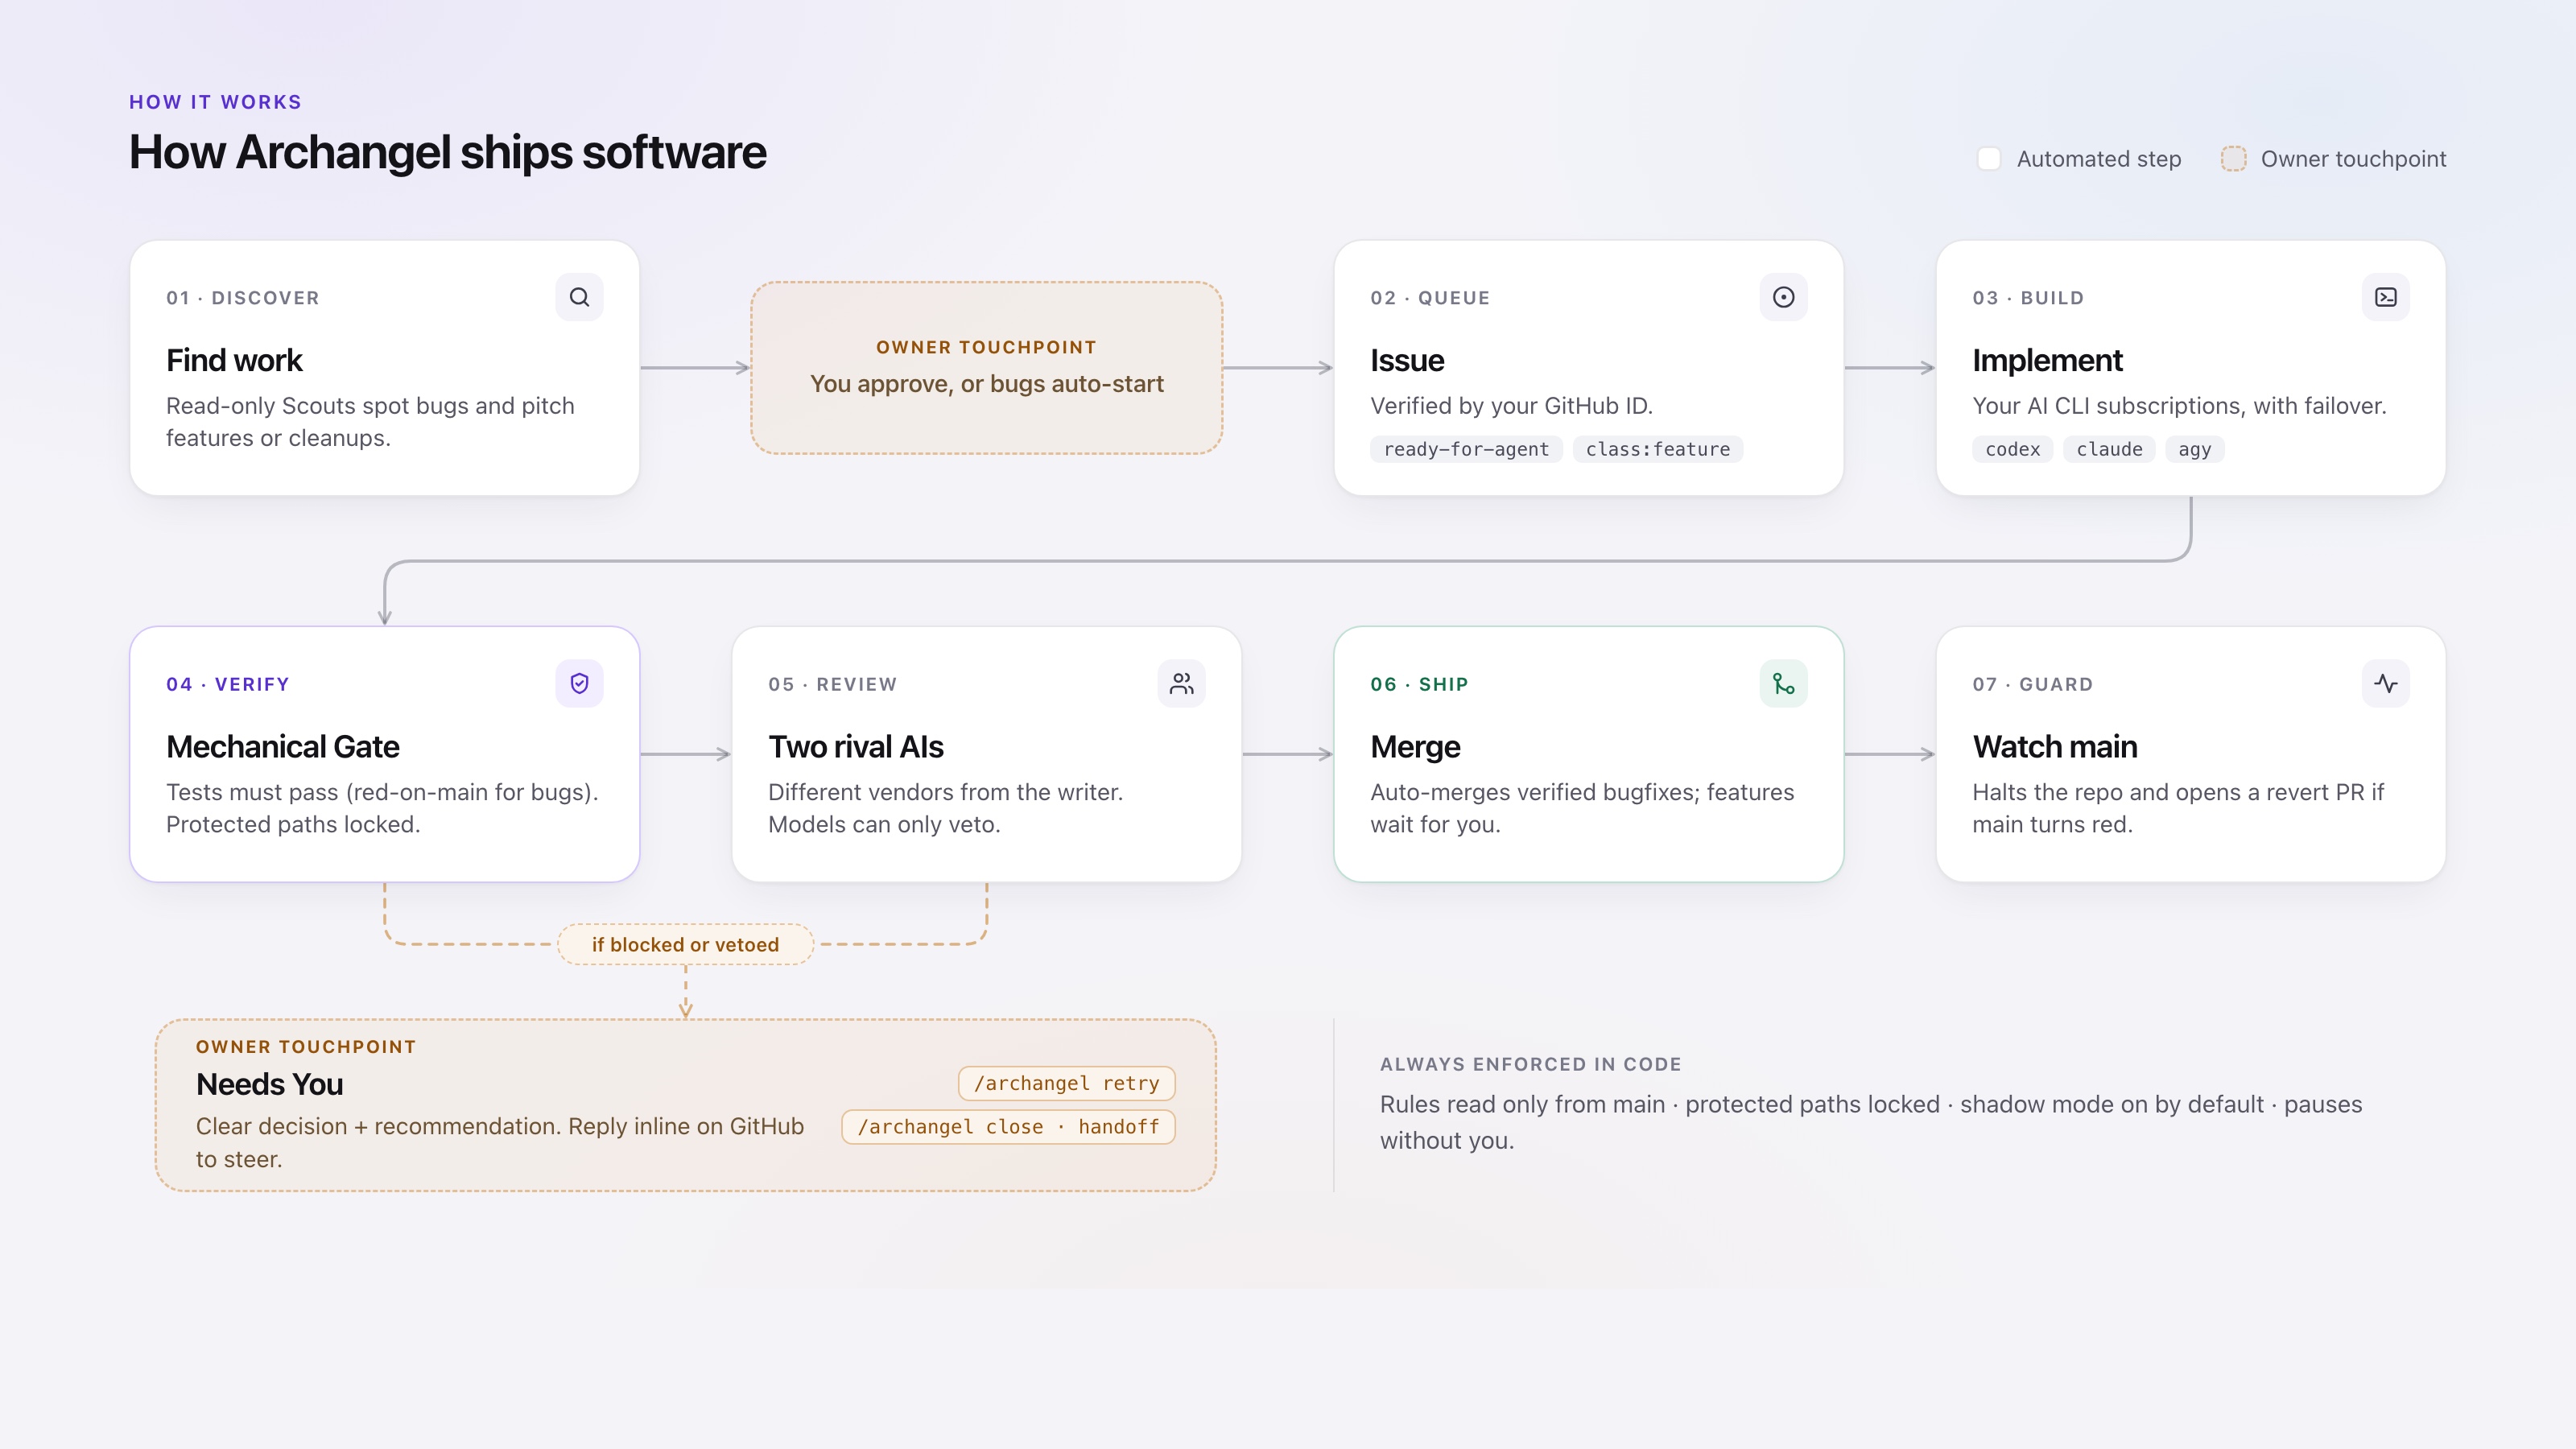 HOW IT WORKS
How Archangel ships software
Automated step
Owner touchpoint
01 · DISCOVER
Find work
Read-only Scouts spot bugs and pitch
features or cleanups.
OWNER TOUCHPOINT
You approve, or bugs auto-start
02 · QUEUE
Issue
Verified by your GitHub ID.
ready-for-agent
class:feature
03 · BUILD
Implement
Your AI CLI subscriptions, with failover.
codex
claude
agy
04 · VERIFY
Mechanical Gate
Tests must pass (red-on-main for bugs).
Protected paths locked.
05 · REVIEW
Two rival AIs
Different vendors from the writer.
Models can only veto.
06 · SHIP
Merge
Auto-merges verified bugfixes; features
wait for you.
07 · GUARD
Watch main
Halts the repo and opens a revert PR if
main turns red.
if blocked or vetoed
OWNER TOUCHPOINT
Needs You
Clear decision + recommendation. Reply inline on GitHub
to steer.
/archangel retry
/archangel close · handoff
ALWAYS ENFORCED IN CODE
Rules read only from main · protected paths locked · shadow mode on by default · pauses
without you.